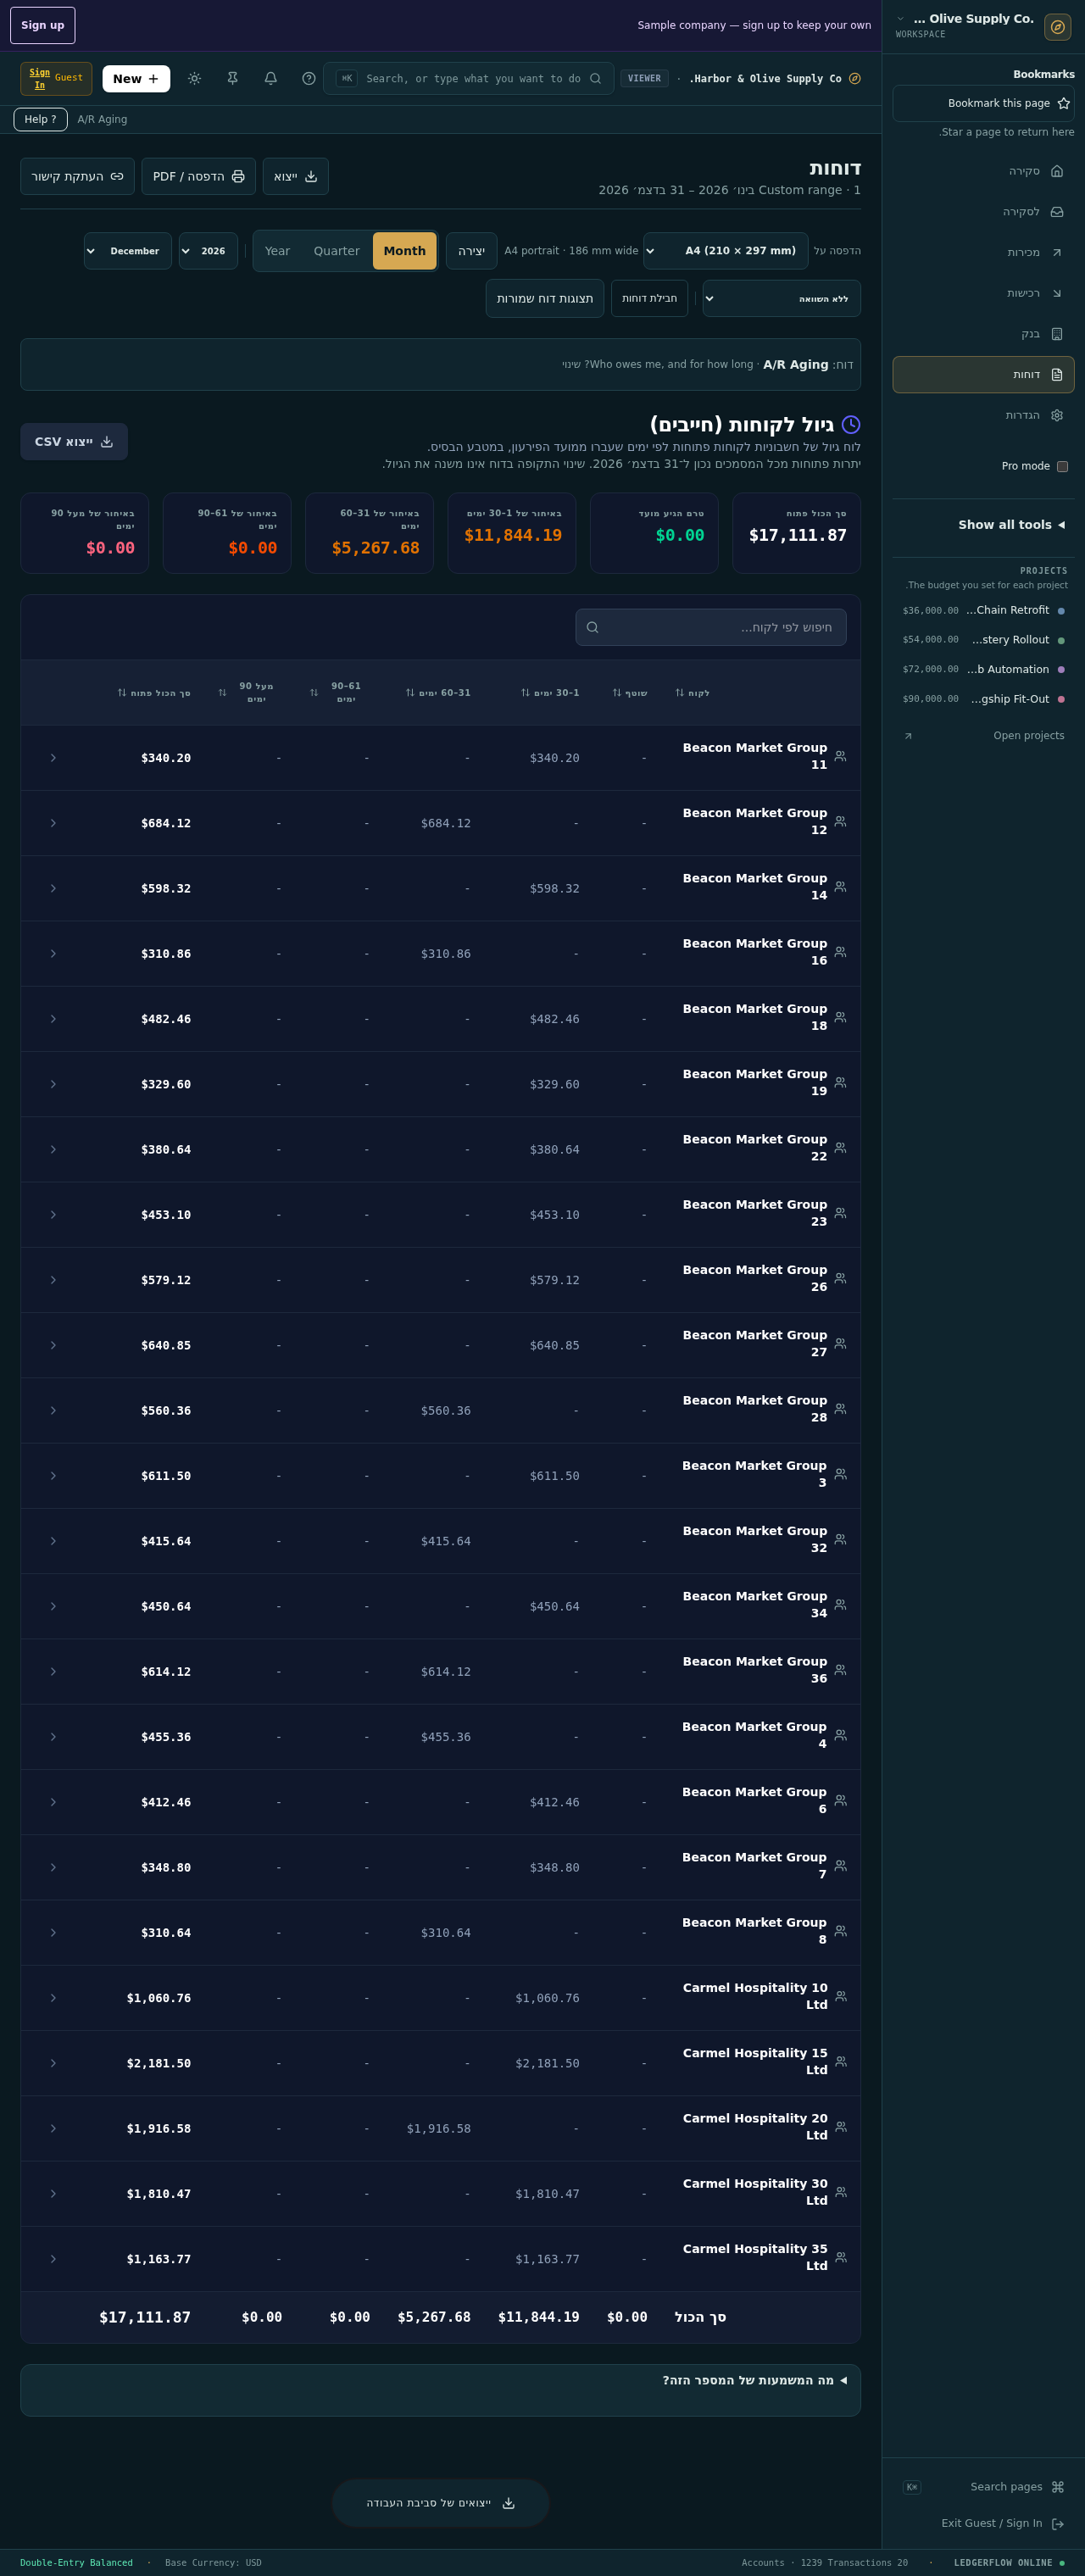 Sample company — sign up to keep your own
Sign up
Olive Supply Co. ...
WORKSPACE
Bookmarks
Bookmark this page
Star a page to return here.
סקירה
לסקירה
מכירות
רכישות
בנק
דוחות
הגדרות
Pro mode
Show all tools
PROJECTS
The budget you set for each project.
Chain Retrofit... $36,000.00
stery Rollout... $54,000.00
b Automation... $72,000.00
gship Fit-Out... $90,000.00
Open projects
Harbor & Olive Supply Co. · VIEWER
Search, or type what you want to do ⌘K
New +
Guest Sign In
A/R Aging
Help ?
דוחות
Custom range · 1 בינו׳ 2026 – 31 בדצמ׳ 2026
ייצוא
הדפסה / PDF
העתקת קישור
הדפסה על A4 (210 × 297 mm) A4 portrait · 186 mm wide יצירה Month Quarter Year 2026 December
ללא השוואה חבילת דוחות תצוגות דוח שמורות
דוח: A/R Aging · Who owes me, and for how long? שינוי
גיול לקוחות (חייבים)
לוח גיול של חשבוניות לקוחות פתוחות לפי ימים שעברו ממועד הפירעון, במטבע הבסיס.
יתרות פתוחות מכל המסמכים נכון ל־31 בדצמ׳ 2026. שינוי התקופה בדוח אינו משנה את הגיול.
ייצוא CSV
סך הכול פתוח
$17,111.87
טרם הגיע מועד
$0.00
באיחור של 1–30 ימים
$11,844.19
באיחור של 31–60 ימים
$5,267.68
באיחור של 61–90 ימים
$0.00
באיחור של מעל 90 ימים
$0.00
חיפוש לפי לקוח...
לקוח שוטף 1–30 ימים 31–60 ימים 61–90 ימים מעל 90 ימים סך הכול פתוח
Beacon Market Group 11 - $340.20 - - - $340.20
Beacon Market Group 12 - - $684.12 - - $684.12
Beacon Market Group 14 - $598.32 - - - $598.32
Beacon Market Group 16 - - $310.86 - - $310.86
Beacon Market Group 18 - $482.46 - - - $482.46
Beacon Market Group 19 - $329.60 - - - $329.60
Beacon Market Group 22 - $380.64 - - - $380.64
Beacon Market Group 23 - $453.10 - - - $453.10
Beacon Market Group 26 - $579.12 - - - $579.12
Beacon Market Group 27 - $640.85 - - - $640.85
Beacon Market Group 28 - - $560.36 - - $560.36
Beacon Market Group 3 - $611.50 - - - $611.50
Beacon Market Group 32 - - $415.64 - - $415.64
Beacon Market Group 34 - $450.64 - - - $450.64
Beacon Market Group 36 - - $614.12 - - $614.12
Beacon Market Group 4 - - $455.36 - - $455.36
Beacon Market Group 6 - $412.46 - - - $412.46
Beacon Market Group 7 - $348.80 - - - $348.80
Beacon Market Group 8 - - $310.64 - - $310.64
Carmel Hospitality 10 Ltd - $1,060.76 - - - $1,060.76
Carmel Hospitality 15 Ltd - $2,181.50 - - - $2,181.50
Carmel Hospitality 20 Ltd - - $1,916.58 - - $1,916.58
Carmel Hospitality 30 Ltd - $1,810.47 - - - $1,810.47
Carmel Hospitality 35 Ltd - $1,163.77 - - - $1,163.77
סך הכול $0.00 $11,844.19 $5,267.68 $0.00 $0.00 $17,111.87
מה המשמעות של המספר הזה?
ייצואים של סביבת העבודה
Search pages ⌘K
Exit Guest / Sign In
LEDGERFLOW ONLINE · Accounts · 1239 Transactions 20
Base Currency: USD · Double-Entry Balanced